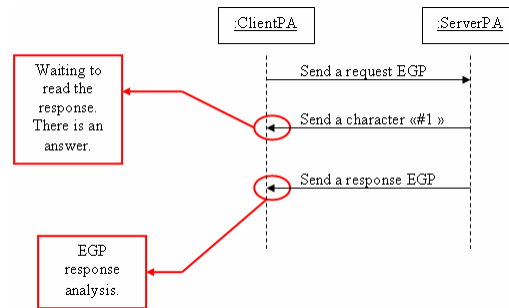 :ClientPA
:ServerPA
Waiting to
read the
response.
There is an
answer.
Send a request EGP
Send a character «#1 »
Send a response EGP
EGP
response
analysis.